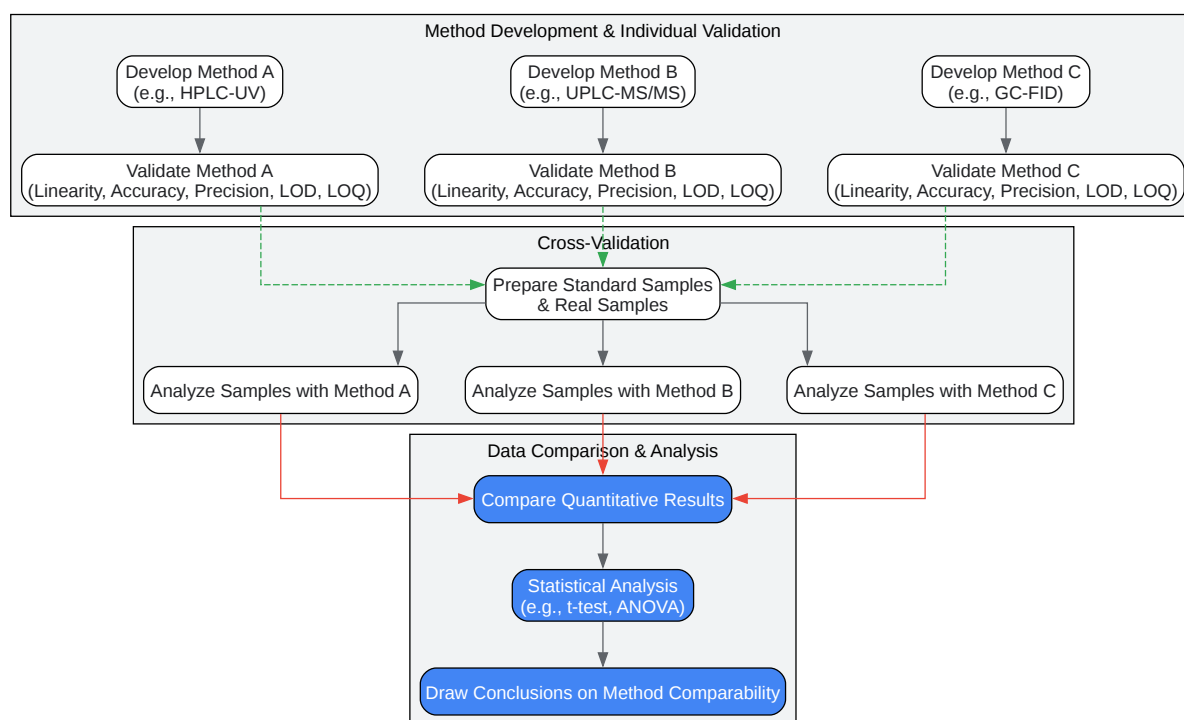 Method Development & Individual Validation
Develop Method A
(e.g., HPLC-UV)
Develop Method B
(e.g., UPLC-MS/MS)
Develop Method C
(e.g., GC-FID)
Validate Method A
(Linearity, Accuracy, Precision, LOD, LOQ)
Validate Method B
(Linearity, Accuracy, Precision, LOD, LOQ)
Validate Method C
(Linearity, Accuracy, Precision, LOD, LOQ)
Cross-Validation
Prepare Standard Samples
& Real Samples
Analyze Samples with Method A
Analyze Samples with Method B
Analyze Samples with Method C
Data Comparison & Analysis
Compare Quantitative Results
Statistical Analysis
(e.g., t-test, ANOVA)
Draw Conclusions on Method Comparability